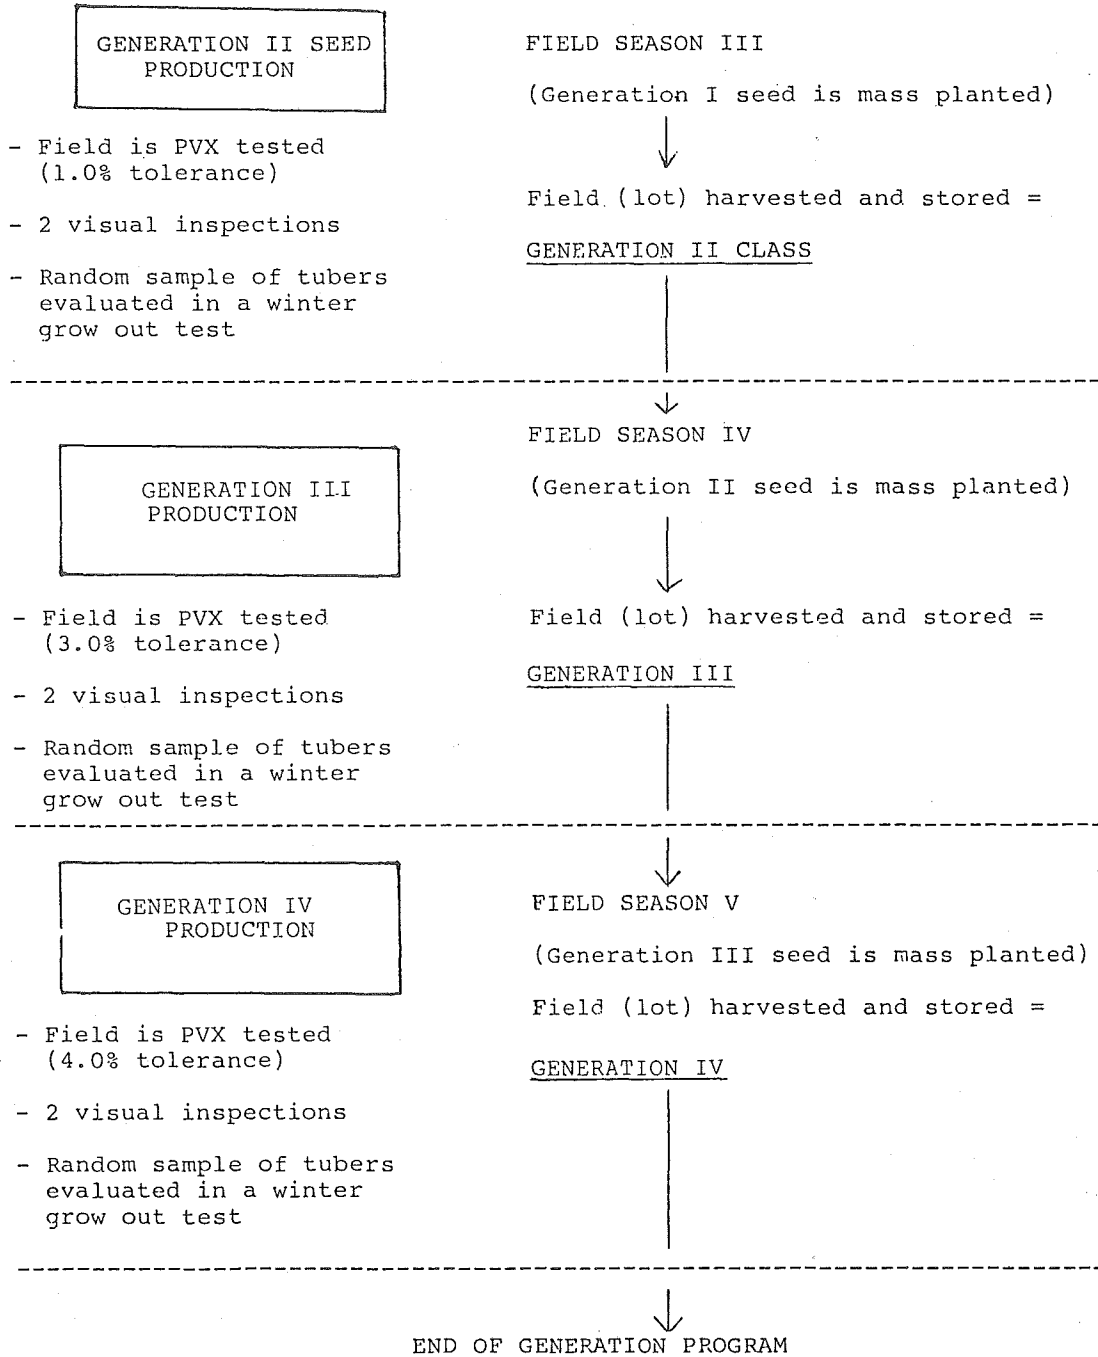 GENERATION II SEED
PRODUCTION
- Field is PVX tested
(1.0% tolerance)
- 2 visual inspections
- Random sample of tubers
evaluated in a winter
grow out test
FIELD SEASON III
(Generation I seed is mass planted)
Field (lot) harvested and stored =
GENERATION II CLASS
GENERATION III
PRODUCTION
- Field is PVX tested
(3.0% tolerance)
- 2 visual inspections
- Random sample of tubers
evaluated in a winter
grow out test
FIELD SEASON IV
(Generation II seed is mass planted)
Field (lot) harvested and stored =
GENERATION III
GENERATION IV
PRODUCTION
- Field is PVX tested
(4.0% tolerance)
- 2 visual inspections
- Random sample of tubers
evaluated in a winter
grow out test
FIELD SEASON V
(Generation III seed is mass planted)
Field (lot) harvested and stored =
GENERATION IV
END OF GENERATION PROGRAM